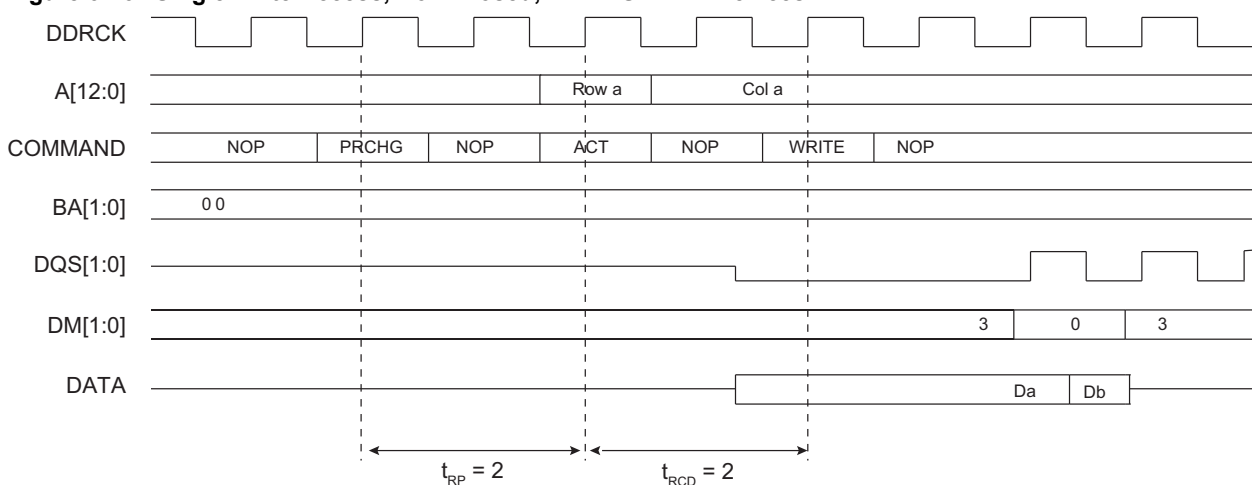 DDRCK
A[12:0] Row a Col a
COMMAND NOP PRCHG NOP ACT NOP WRITE NOP
BA[1:0] 0 0
DQS[1:0]
DM[1:0] 3 0 3
DATA Da Db
tRP = 2 tRCD = 2